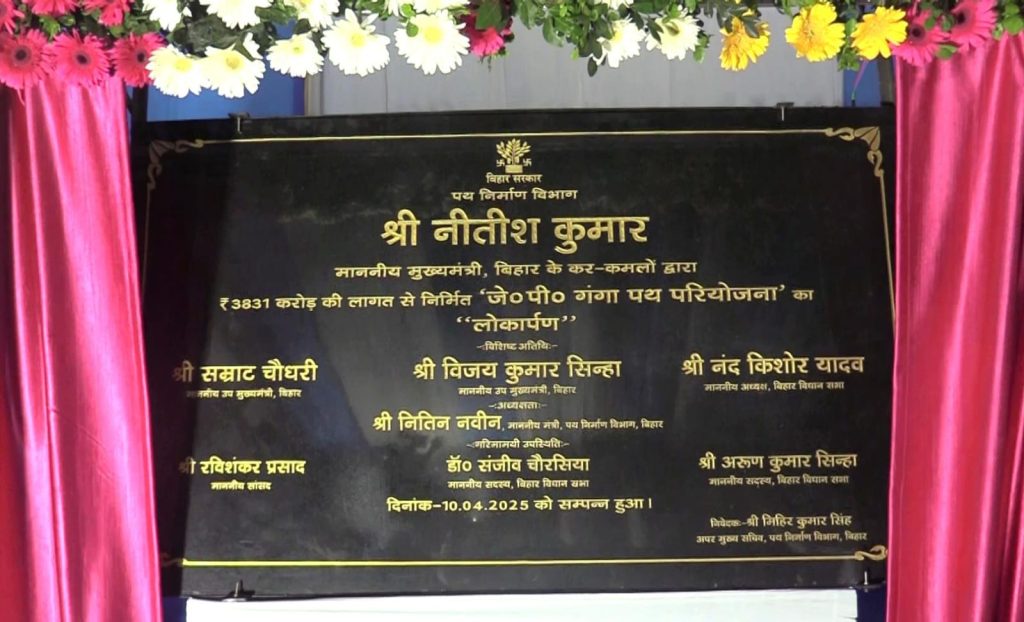 बिहार सरकार
पथ निर्माण विभाग
श्री नीतीश कुमार
माननीय मुख्यमंत्री, बिहार के कर-कमलों द्वारा
₹3831 करोड़ की लागत से निर्मित 'जे०पी० गंगा पथ परियोजना' का
"लोकार्पण"
-:विशिष्ट अतिथि:-
श्री सम्राट चौधरी श्री विजय कुमार सिन्हा श्री नंद किशोर यादव
माननीय उप मुख्यमंत्री, बिहार माननीय उप मुख्यमंत्री, बिहार माननीय अध्यक्ष, बिहार विधान सभा
-:अध्यक्षता:-
श्री नितिन नवीन, माननीय मंत्री, पथ निर्माण विभाग, बिहार
-:गरिमामयी उपस्थिति:-
श्री रविशंकर प्रसाद डॉ० संजीव चौरसिया श्री अरूण कुमार सिन्हा
माननीय सांसद माननीय सदस्य, बिहार विधान सभा माननीय सदस्य, बिहार विधान सभा
दिनांक-10.04.2025 को सम्पन्न हुआ।
निवेदक:-श्री मिहिर कुमार सिंह
अपर मुख्य सचिव, पथ निर्माण विभाग, बिहार